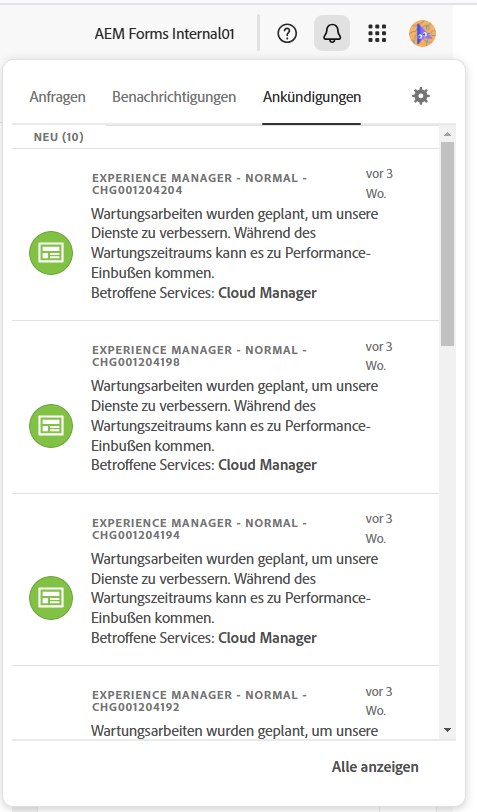 AEM Forms Internal01
Anfragen Benachrichtigungen Ankündigungen
NEU (10)
EXPERIENCE MANAGER - NORMAL - vor 3
CHG001204204 Wo.
Wartungsarbeiten wurden geplant, um unsere
Dienste zu verbessern. Während des
Wartungszeitraums kann es zu Performance-
Einbußen kommen.
Betroffene Services: Cloud Manager
EXPERIENCE MANAGER - NORMAL - vor 3
CHG001204198 Wo.
Wartungsarbeiten wurden geplant, um unsere
Dienste zu verbessern. Während des
Wartungszeitraums kann es zu Performance-
Einbußen kommen.
Betroffene Services: Cloud Manager
EXPERIENCE MANAGER - NORMAL - vor 3
CHG001204194 Wo.
Wartungsarbeiten wurden geplant, um unsere
Dienste zu verbessern. Während des
Wartungszeitraums kann es zu Performance-
Einbußen kommen.
Betroffene Services: Cloud Manager
EXPERIENCE MANAGER - NORMAL - vor 3
CHG001204192 Wo.
Wartungsarbeiten wurden geplant, um unsere
Alle anzeigen